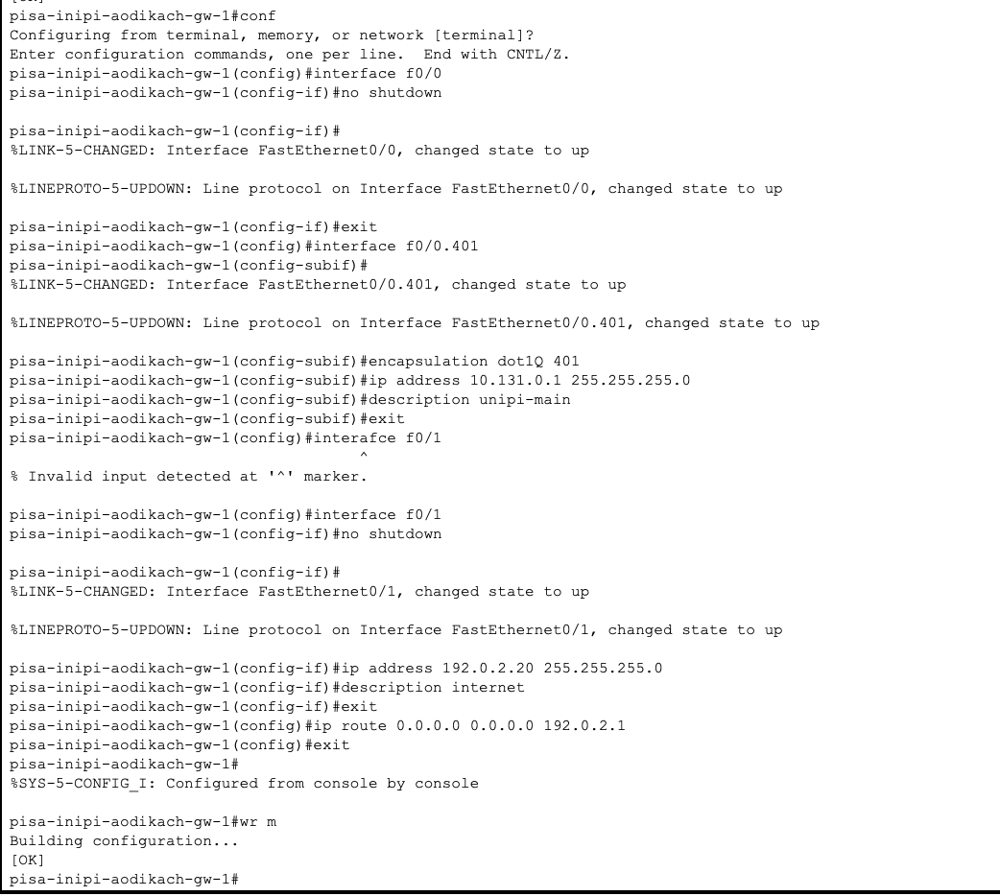 [OK]
pisa-inipi-aodikach-gw-1#conf
Configuring from terminal, memory, or network [terminal]?
Enter configuration commands, one per line.  End with CNTL/Z.
pisa-inipi-aodikach-gw-1(config)#interface f0/0
pisa-inipi-aodikach-gw-1(config-if)#no shutdown
pisa-inipi-aodikach-gw-1(config-if)#
%LINK-5-CHANGED: Interface FastEthernet0/0, changed state to up
%LINEPROTO-5-UPDOWN: Line protocol on Interface FastEthernet0/0, changed state to up
pisa-inipi-aodikach-gw-1(config-if)#exit
pisa-inipi-aodikach-gw-1(config)#interface f0/0.401
pisa-inipi-aodikach-gw-1(config-subif)#
%LINK-5-CHANGED: Interface FastEthernet0/0.401, changed state to up
%LINEPROTO-5-UPDOWN: Line protocol on Interface FastEthernet0/0.401, changed state to up
pisa-inipi-aodikach-gw-1(config-subif)#encapsulation dot1Q 401
pisa-inipi-aodikach-gw-1(config-subif)#ip address 10.131.0.1 255.255.255.0
pisa-inipi-aodikach-gw-1(config-subif)#description unipi-main
pisa-inipi-aodikach-gw-1(config-subif)#exit
pisa-inipi-aodikach-gw-1(config)#interafce f0/1
^
% Invalid input detected at '^' marker.
pisa-inipi-aodikach-gw-1(config)#interface f0/1
pisa-inipi-aodikach-gw-1(config-if)#no shutdown
pisa-inipi-aodikach-gw-1(config-if)#
%LINK-5-CHANGED: Interface FastEthernet0/1, changed state to up
%LINEPROTO-5-UPDOWN: Line protocol on Interface FastEthernet0/1, changed state to up
pisa-inipi-aodikach-gw-1(config-if)#ip address 192.0.2.20 255.255.255.0
pisa-inipi-aodikach-gw-1(config-if)#description internet
pisa-inipi-aodikach-gw-1(config-if)#exit
pisa-inipi-aodikach-gw-1(config)#ip route 0.0.0.0 0.0.0.0 192.0.2.1
pisa-inipi-aodikach-gw-1(config)#exit
pisa-inipi-aodikach-gw-1#
%SYS-5-CONFIG_I: Configured from console by console
pisa-inipi-aodikach-gw-1#wr m
Building configuration...
[OK]
pisa-inipi-aodikach-gw-1#